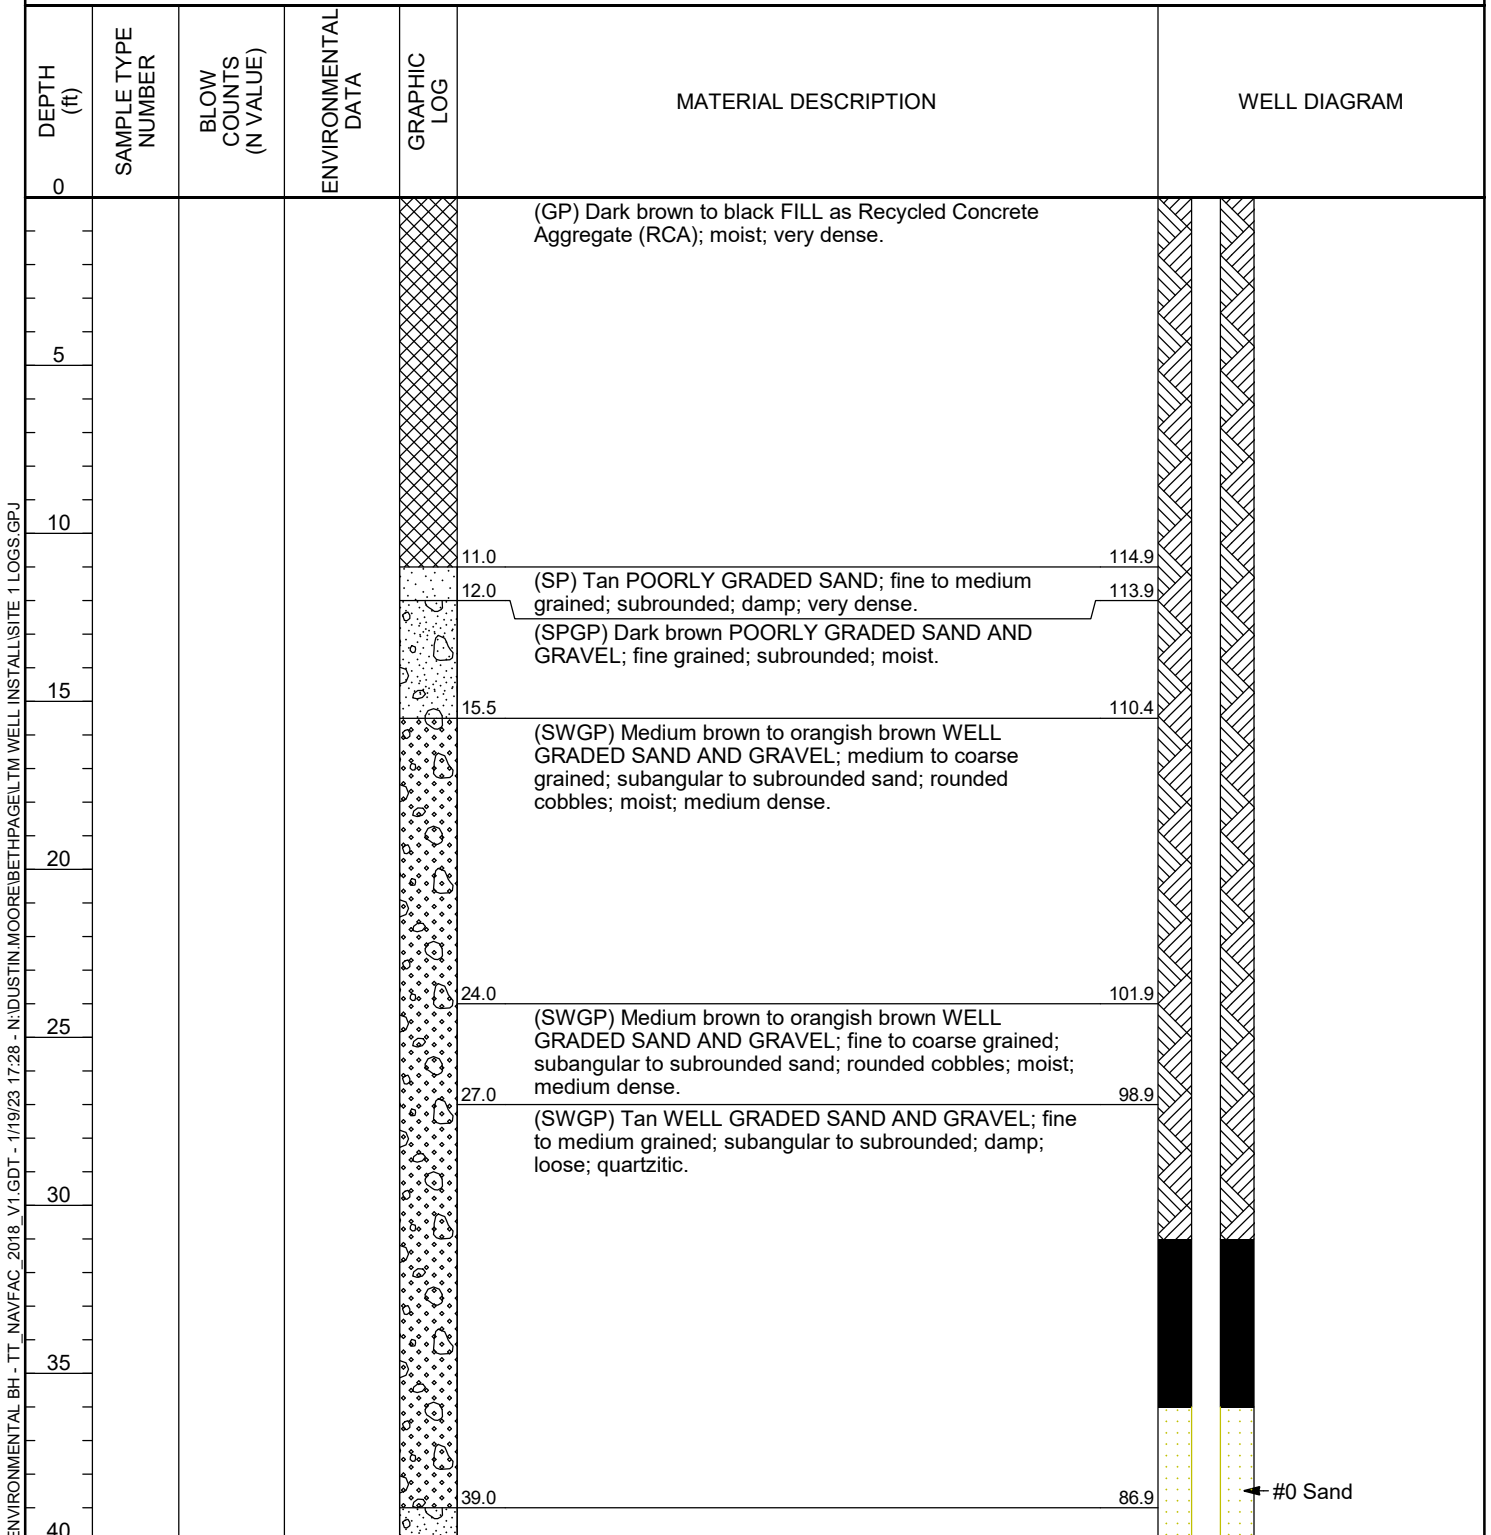 DEPTH
(ft)
SAMPLE TYPE
NUMBER
BLOW
COUNTS
(N VALUE)
ENVIRONMENTAL
DATA
GRAPHIC
LOG
MATERIAL DESCRIPTION
WELL DIAGRAM
0
(GP) Dark brown to black FILL as Recycled Concrete
Aggregate (RCA); moist; very dense.
5
10
11.0
114.9
(SP) Tan POORLY GRADED SAND; fine to medium
grained; subrounded; damp; very dense.
12.0
113.9
(SPGP) Dark brown POORLY GRADED SAND AND
GRAVEL; fine grained; subrounded; moist.
15
15.5
110.4
(SWGP) Medium brown to orangish brown WELL
GRADED SAND AND GRAVEL; medium to coarse
grained; subangular to subrounded sand; rounded
cobbles; moist; medium dense.
20
24.0
101.9
(SWGP) Medium brown to orangish brown WELL
GRADED SAND AND GRAVEL; fine to coarse grained;
subangular to subrounded sand; rounded cobbles; moist;
medium dense.
25
27.0
98.9
(SWGP) Tan WELL GRADED SAND AND GRAVEL; fine
to medium grained; subangular to subrounded; damp;
loose; quartzitic.
30
35
#0 Sand
39.0
86.9
40
ENVIRONMENTAL BH - TT_NAVFAC_2018_V1.GDT - 1/19/23 17:28 - N:\DUSTIN.MOORE\BETHPAGE\LTM WELL INSTALL\SITE 1 LOGS.GPJ